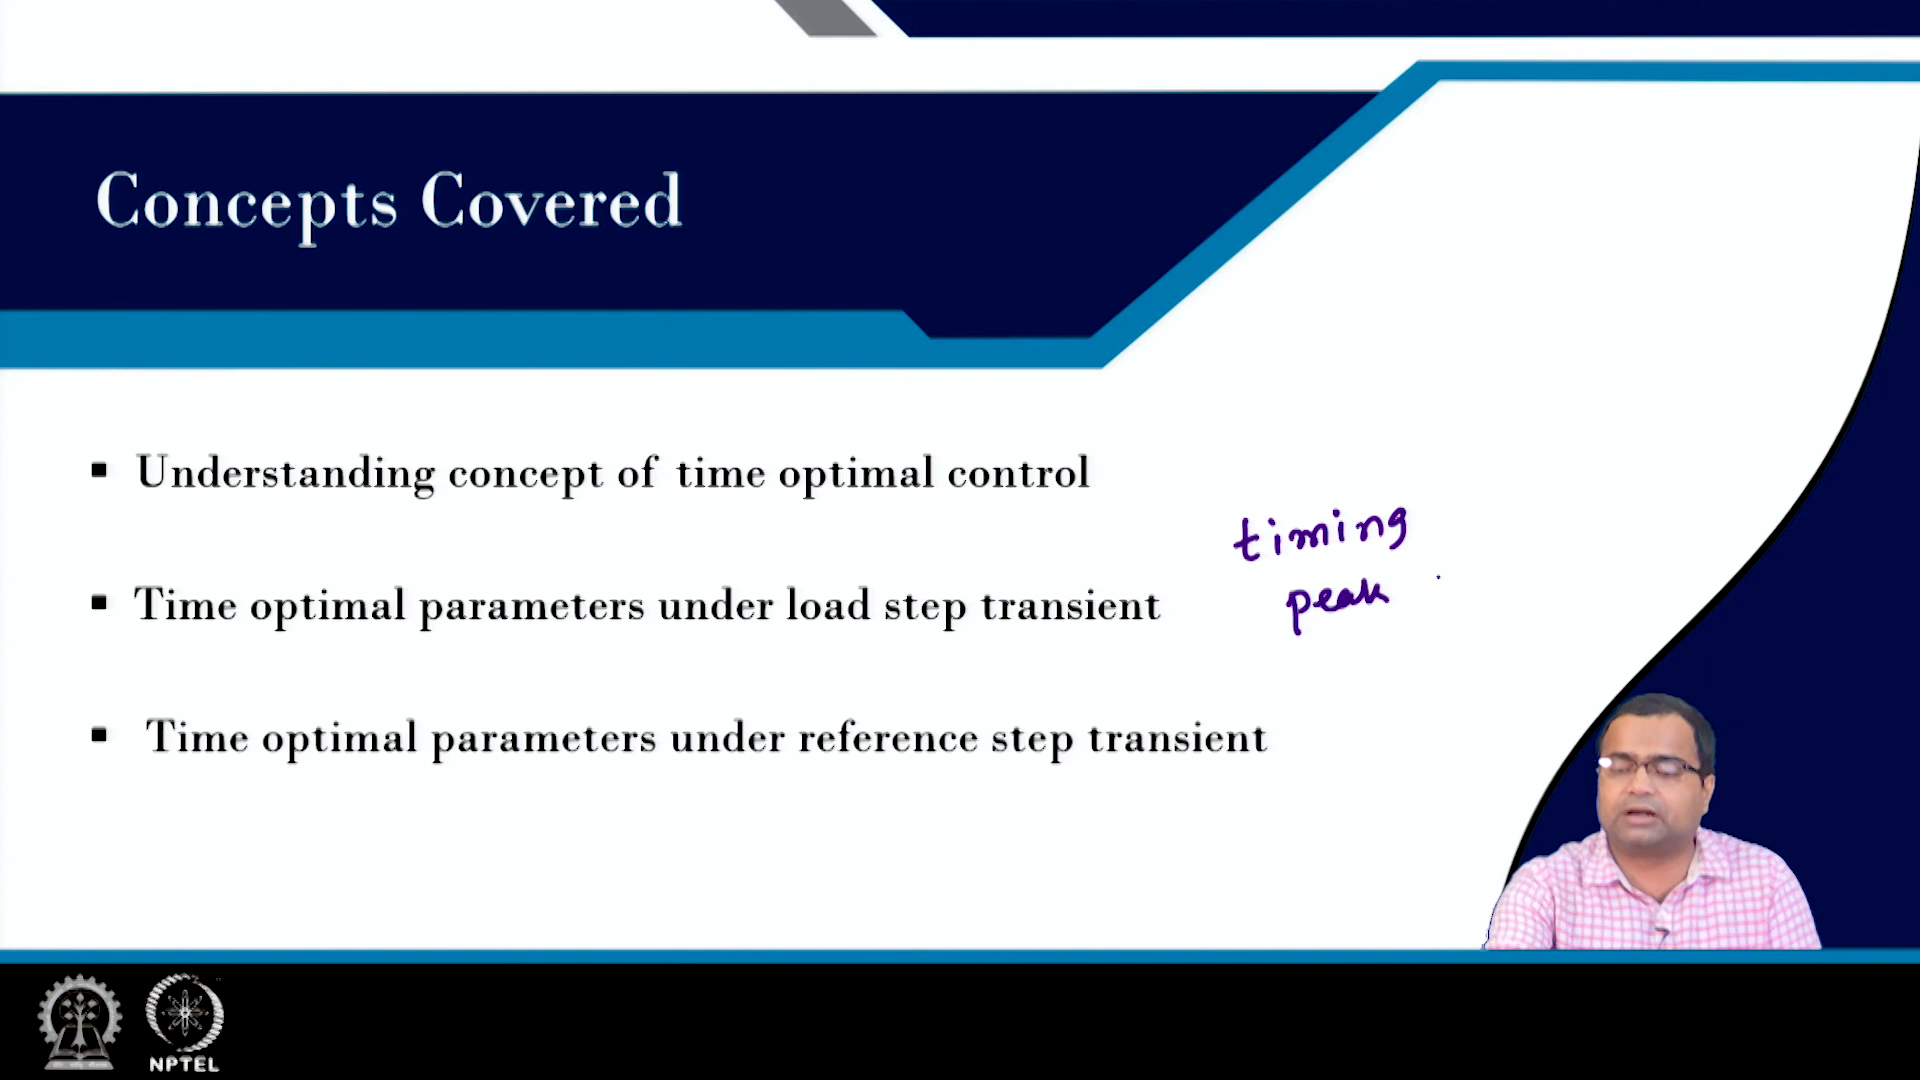 Concepts Covered
▪ Understanding concept of time optimal control
timing
▪ Time optimal parameters under load step transient
peak
▪ Time optimal parameters under reference step transient
NPTEL